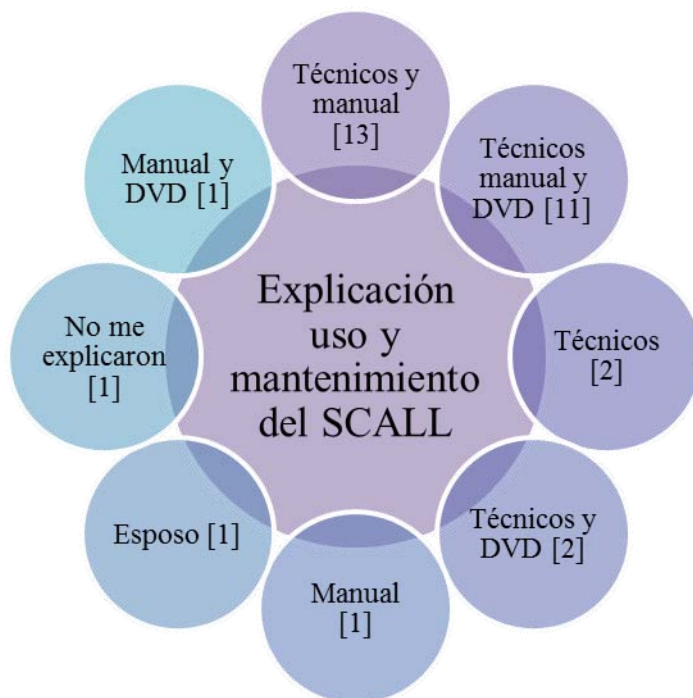 Técnicos y
manual
[13]
Técnicos
manual y
DVD [11]
Técnicos
[2]
Técnicos y
DVD [2]
Manual
[1]
Esposo [1]
No me
explicaron
[1]
Manual y
DVD [1]
Explicación
uso y
mantenimiento
del SCALL